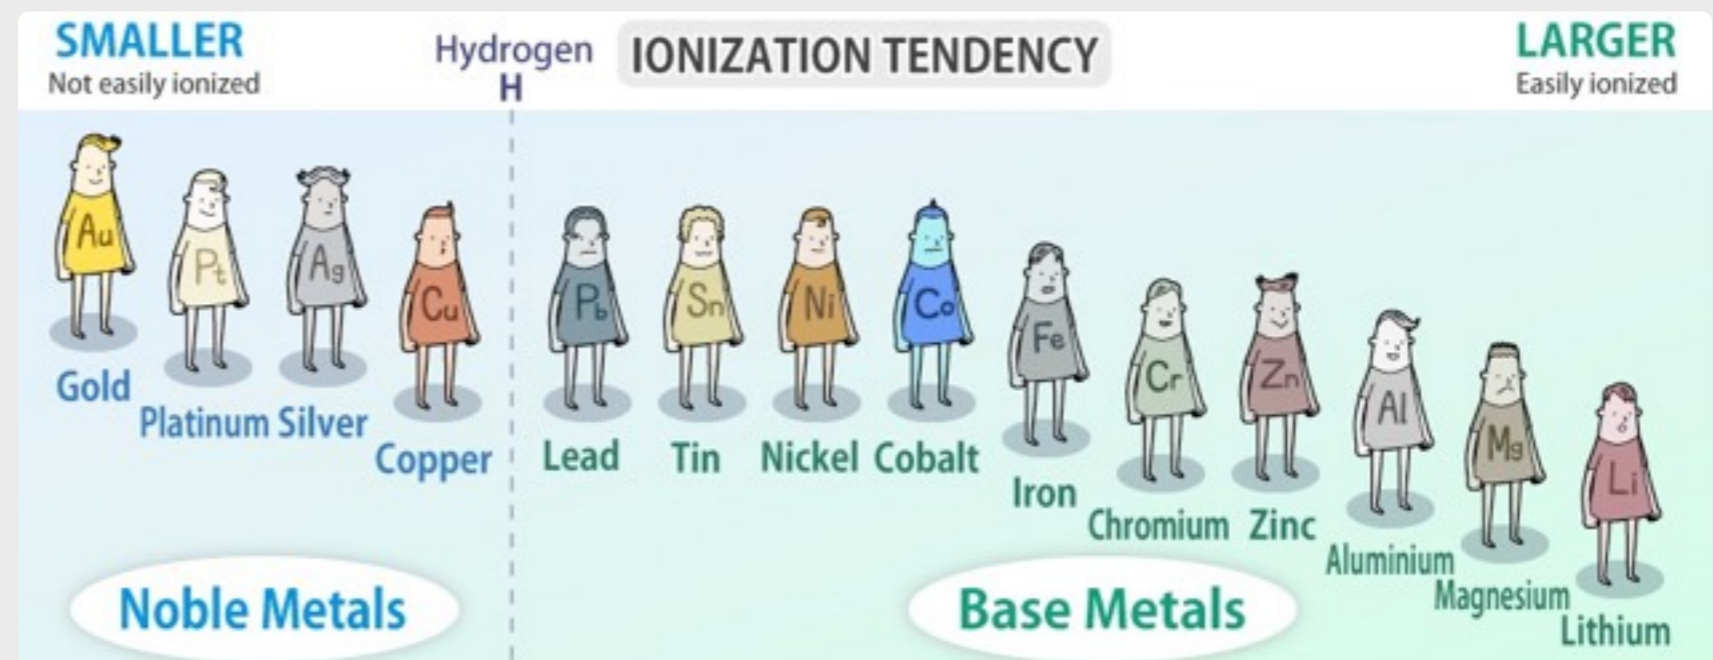 SMALLER
Not easily ionized
Hydrogen
H
IONIZATION TENDENCY
LARGER
Easily ionized
Au
Pt
Ag
Cu
Pb
Sn
Ni
Co
Fe
Cr
Zn
Al
Mg
Li
Gold
Platinum
Silver
Copper
Lead
Tin
Nickel
Cobalt
Iron
Chromium
Zinc
Aluminium
Magnesium
Lithium
Noble Metals
Base Metals